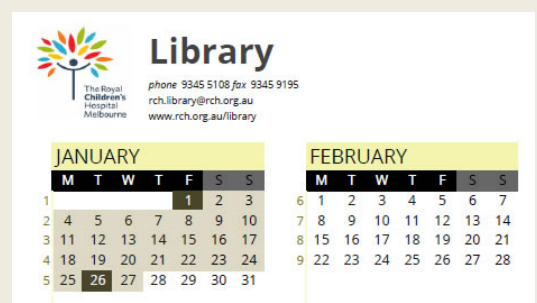 The Royal
Children's
Hospital
Melbourne
Library
phone 9345 5108 fax 9345 9195
rch.library@rch.org.au
www.rch.org.au/library
JANUARY
M T W T F S S
1 1 2 3
2 4 5 6 7 8 9 10
3 11 12 13 14 15 16 17
4 18 19 20 21 22 23 24
5 25 26 27 28 29 30 31
FEBRUARY
M T W T F S S
6 1 2 3 4 5 6 7
7 8 9 10 11 12 13 14
8 15 16 17 18 19 20 21
9 22 23 24 25 26 27 28